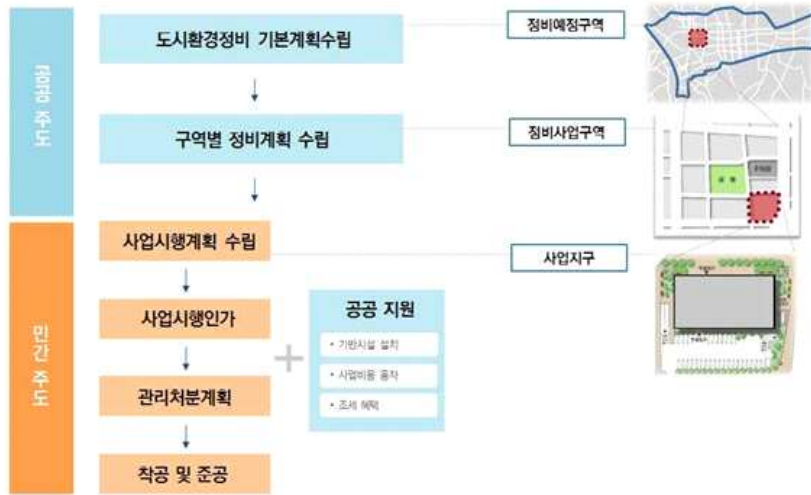 공공 주도
도시환경정비 기본계획수립
구역별 정비계획 수립
민간 주도
사업시행계획 수립
사업시행인가
관리처분계획
착공 및 준공
공공 지원
• 기반시설 설치
• 사업비용 융자
• 조세 혜택
정비예정구역
정비사업구역
사업지구